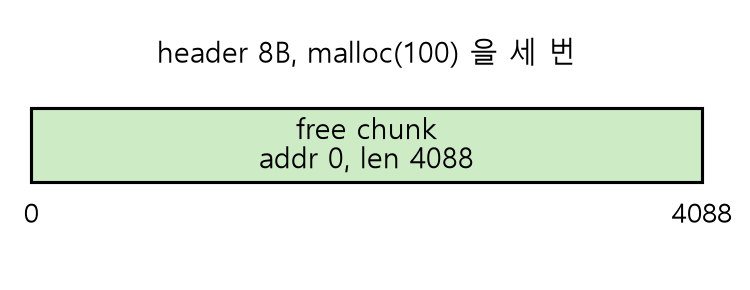 header 8B, malloc(100) 을 세 번
free chunk
addr 0, len 4088
0 4088